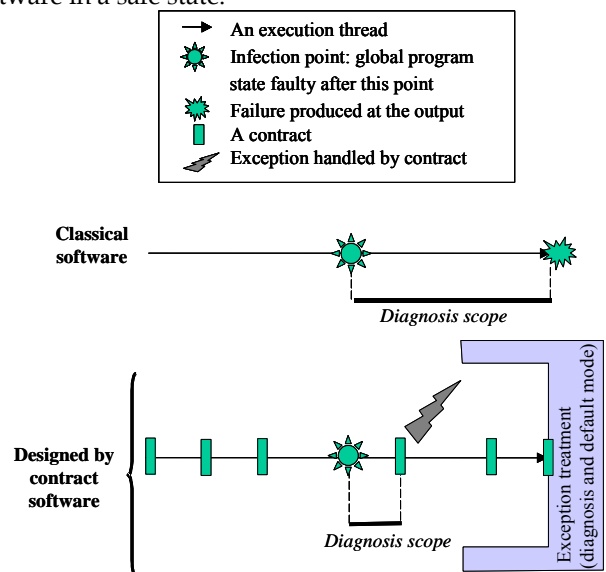 tware in a safe state.
An execution thread
Infection point: global program
state faulty after this point
Failure produced at the output
A contract
Exception handled by contract
Classical
software
Diagnosis scope
Designed by
contract
software
Diagnosis scope
Exception treatment
(diagnosis and default mode)